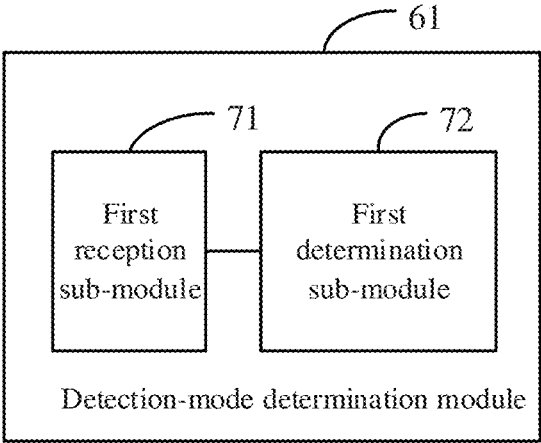 61
71
72
First
reception
sub-module
First
determination
sub-module
Detection-mode determination module